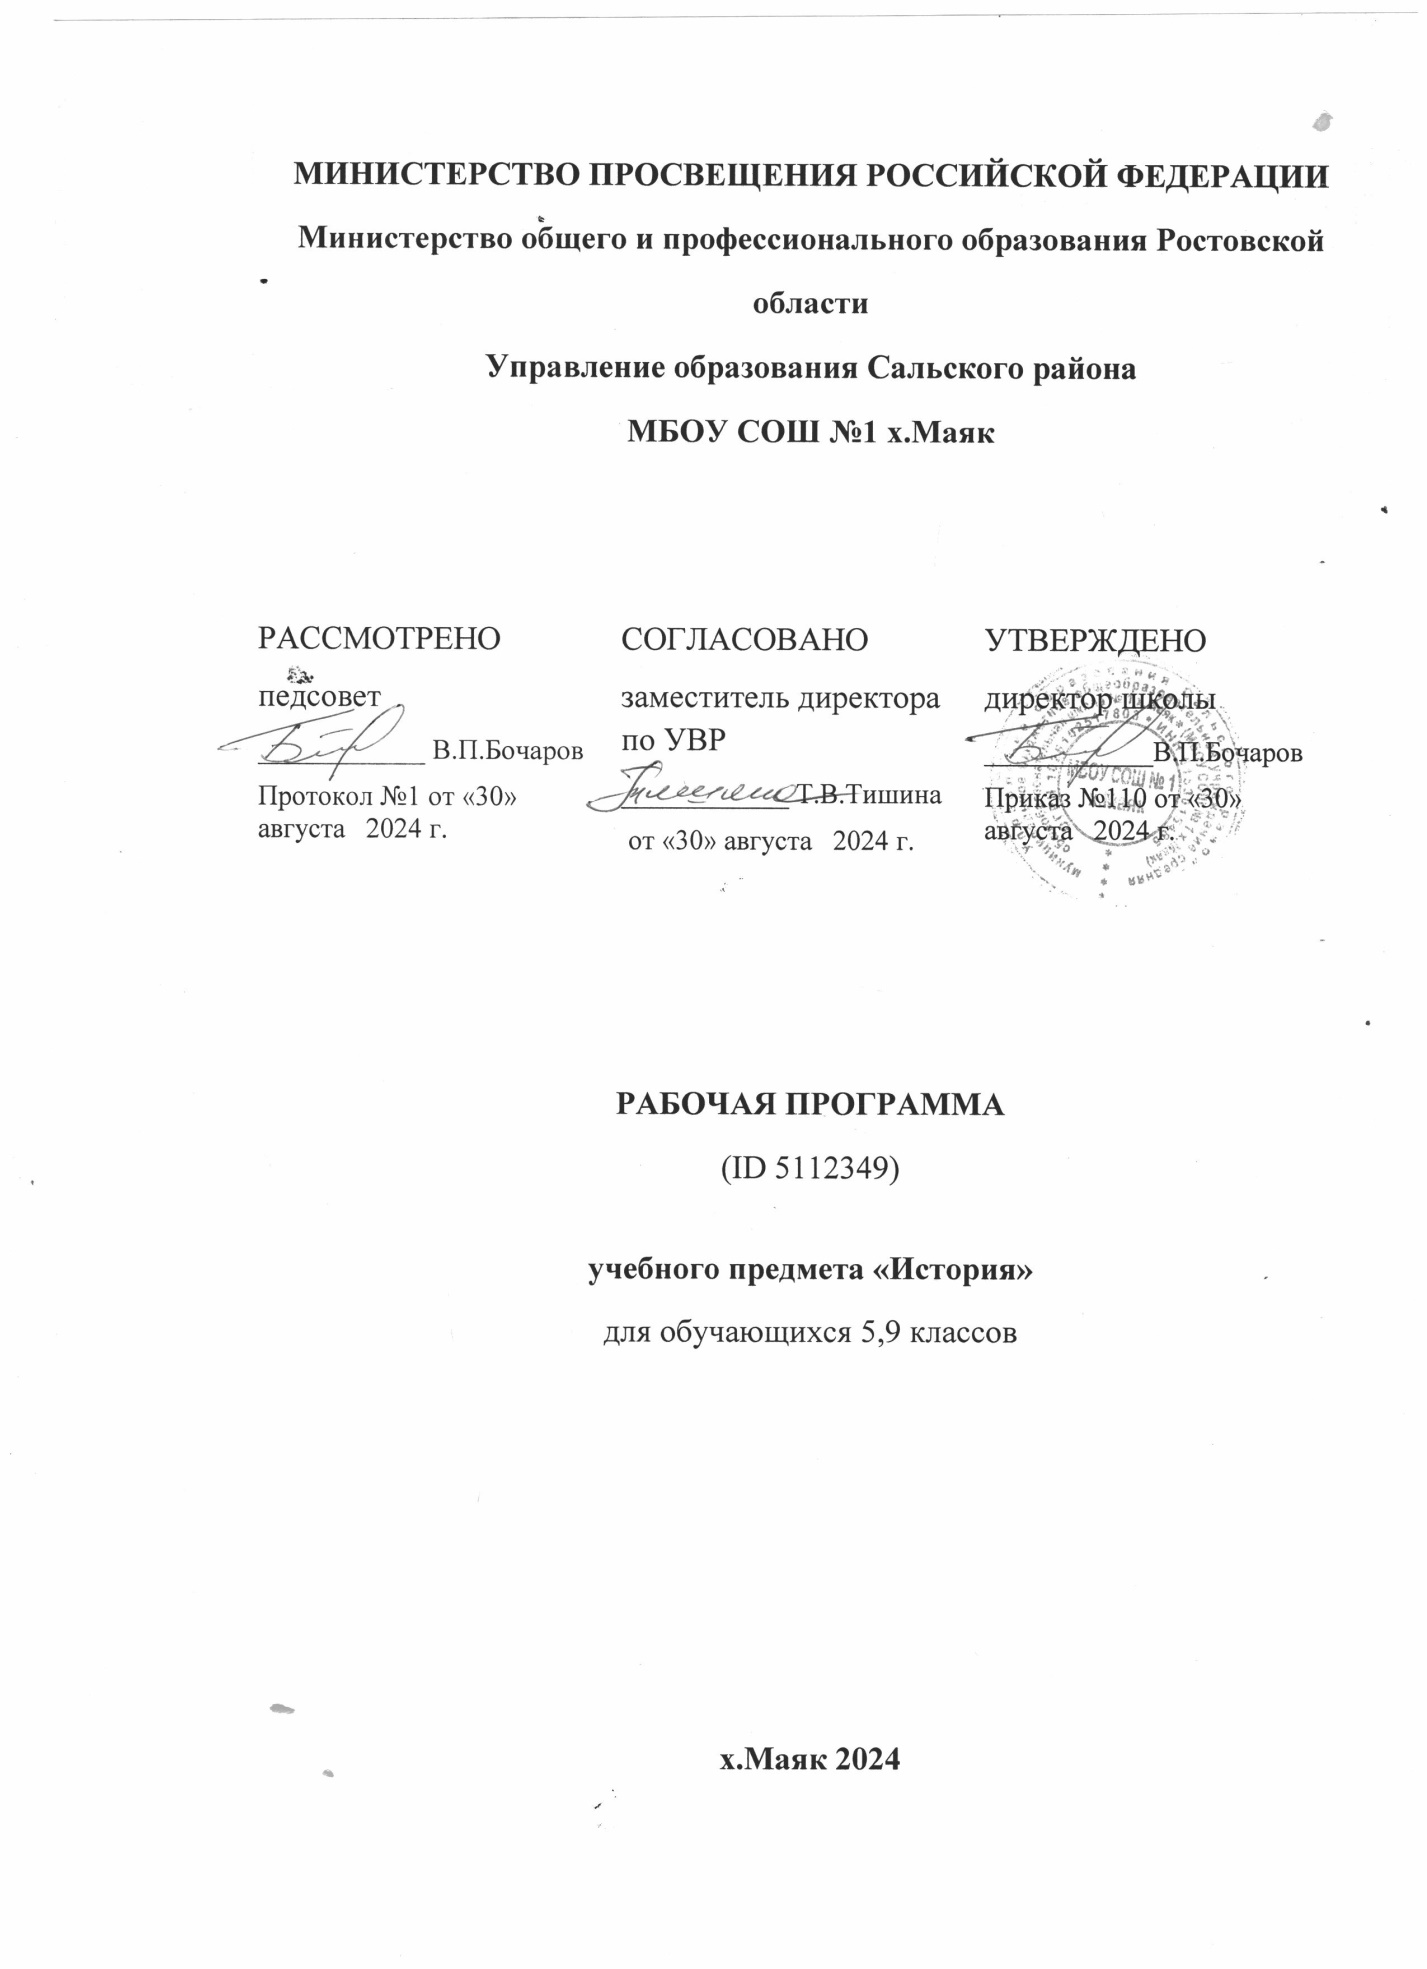 МИНИСТЕРСТВО ПРОСВЕЩЕНИЯ РОССИЙСКОЙ ФЕДЕРАЦИИ
Министерство общего и профессионального образования Ростовской
области
Управление образования Сальского района
МБОУ СОШ №1 х.Маяк
РАССМОТРЕНО
педсовет
В.П.Бочаров
Протокол №1 от «30»
августа 2024 г.
СОГЛАСОВАНО
заместитель директора
по УВР
Т.В.Тишина
от «30» августа 2024 г.
УТВЕРЖДЕНО
директор школы
В.П.Бочаров
Приказ №110 от «30»
августа 2024 г.
МБОУ СОШ №1
РАБОЧАЯ ПРОГРАММА
(ID 5112349)
учебного предмета «История»
для обучающихся 5,9 классов
х.Маяк 2024